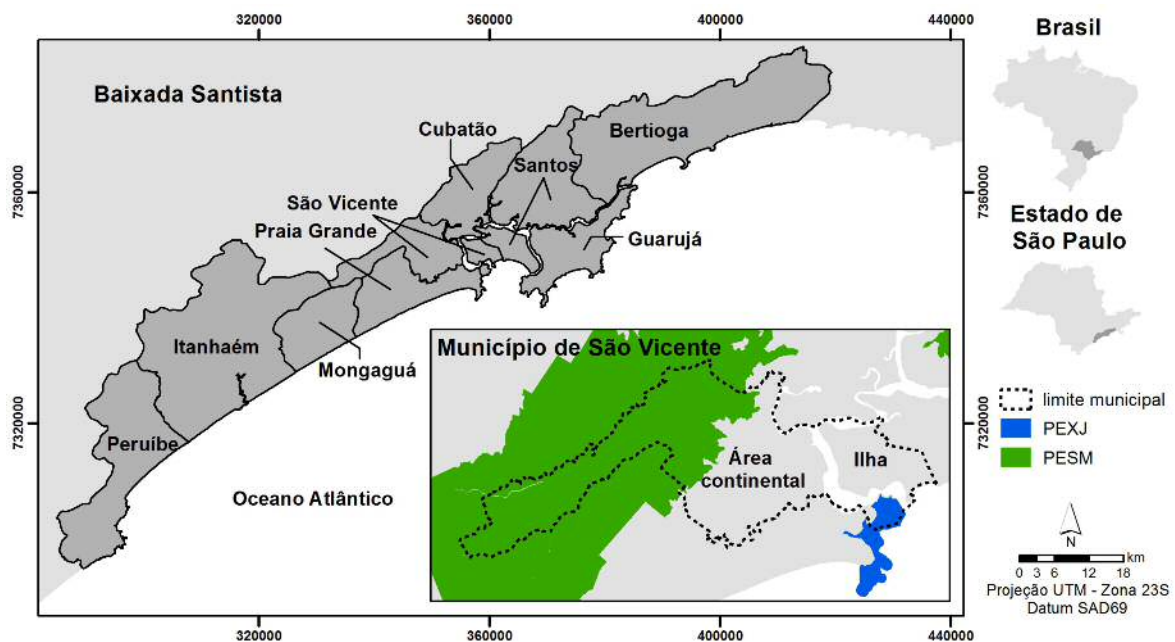 320000
360000
400000
440000
Baixada Santista
Cubatão
Bertioga
Santos
São Vicente
Praia Grande
Guarujá
Itanhaém
Mongaguá
Peruíbe
Oceano Atlântico
7360000
7320000
7360000
7320000
320000
360000
400000
440000
Município de São Vicente
Área
continental
Ilha
Brasil
Estado de
São Paulo
limite municipal
PEXJ
PESM
N
km
0 3 6 12 18
Projeção UTM - Zona 23S
Datum SAD69